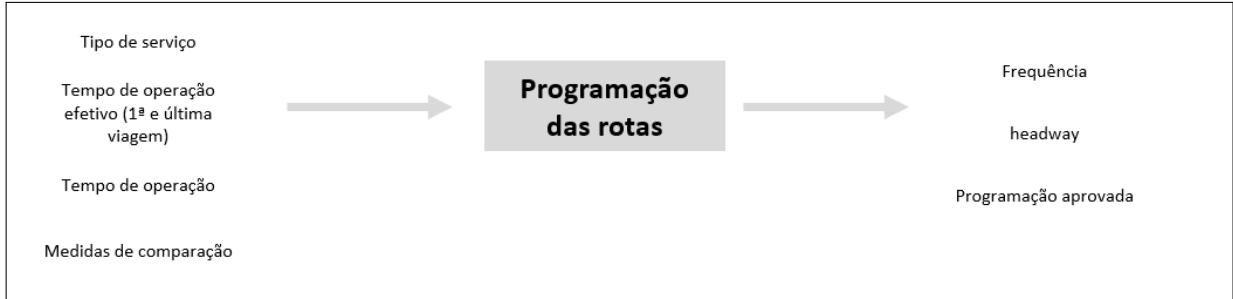 Tipo de serviço
Tempo de operação
efetivo (1ª e última
viagem)
Tempo de operação
Medidas de comparação
Programação
das rotas
Frequência
headway
Programação aprovada